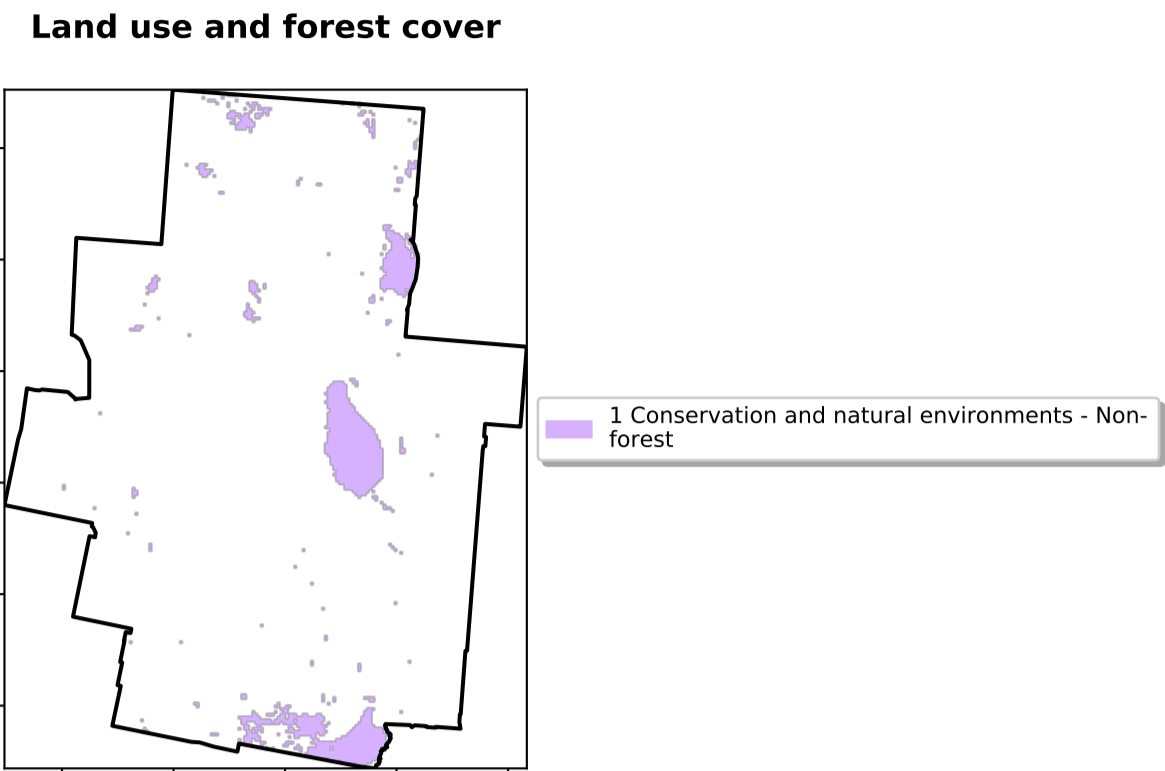 Land use and forest cover
1 Conservation and natural environments - Non-
forest